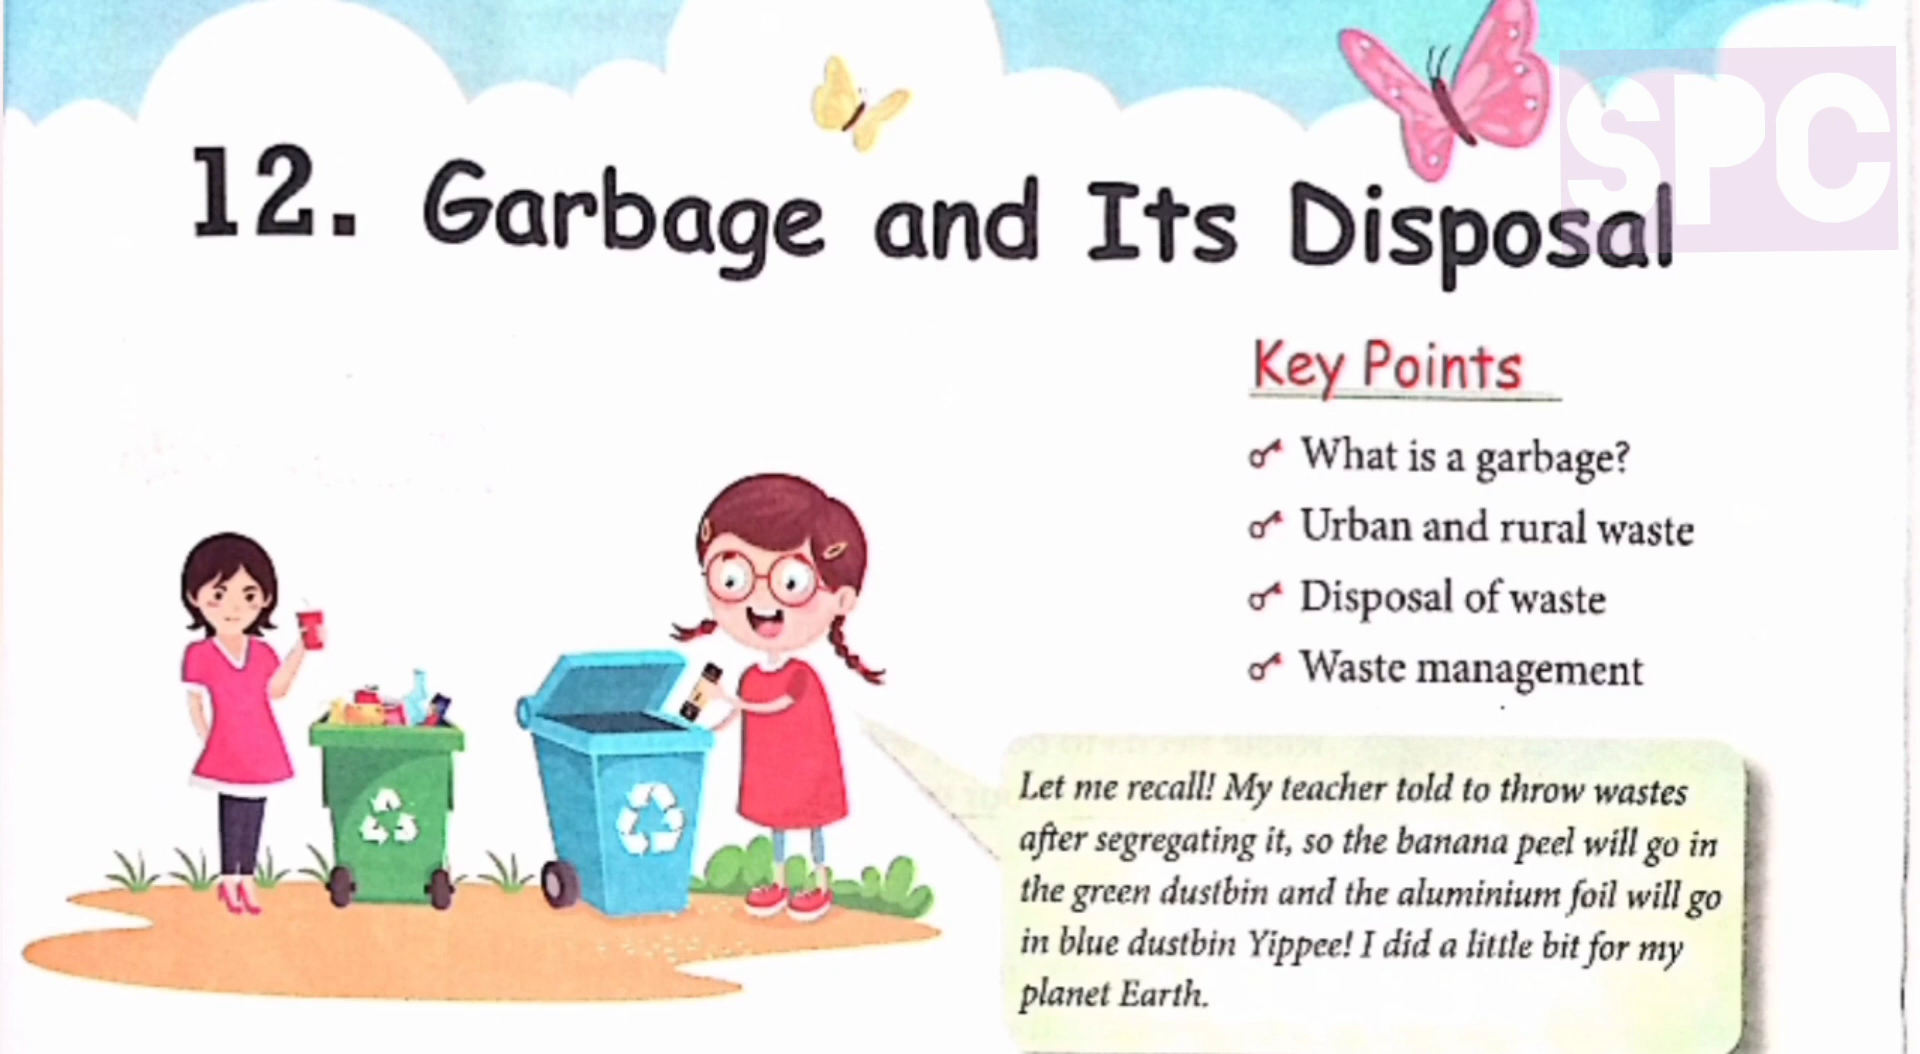 SPC
12. Garbage and Its Disposal
Key Points
What is a garbage?
Urban and rural waste
Disposal of waste
Waste management
Let me recall! My teacher told to throw wastes
after segregating it, so the banana peel will go in
the green dustbin and the aluminium foil will go
in blue dustbin Yippee! I did a little bit for my
planet Earth.